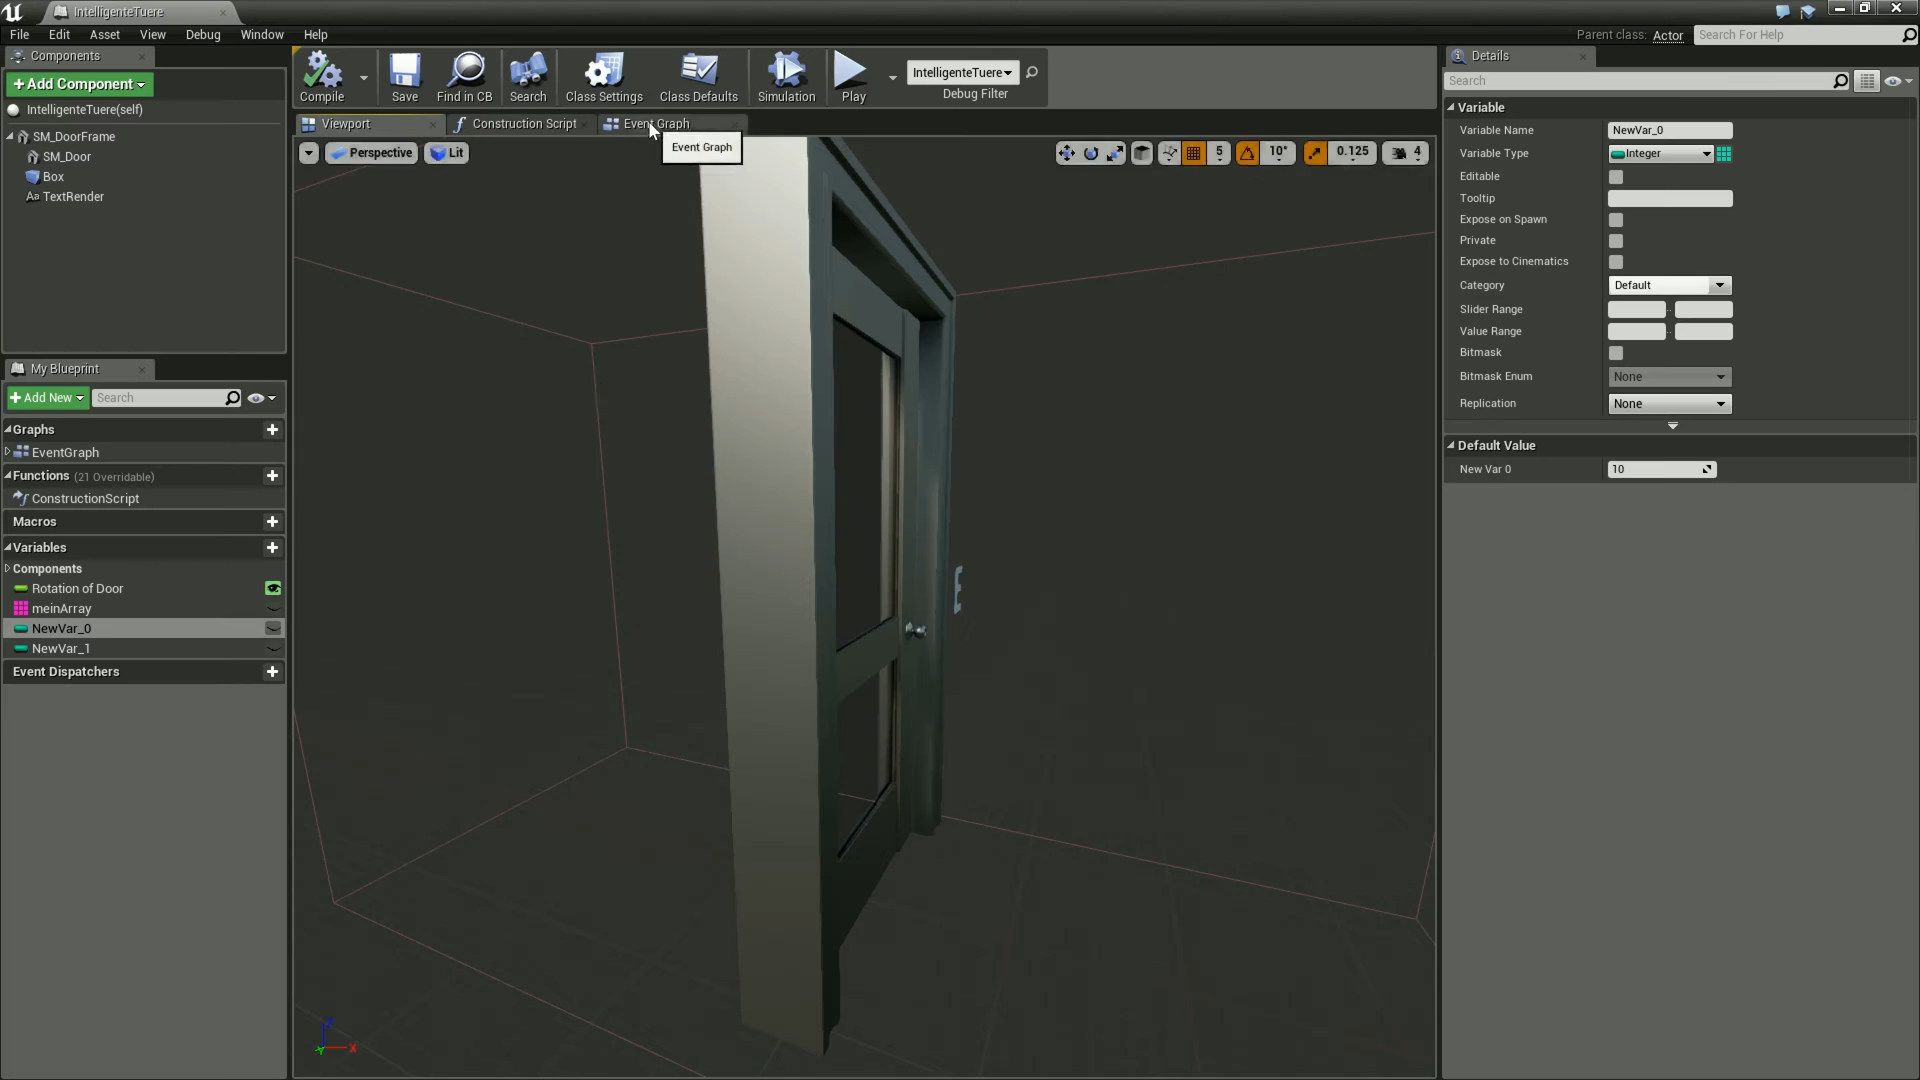 IntelligenteTuere
File Edit Asset View Debug Window Help
Parent class: Actor
Search For Help
Components
+Add Component
IntelligenteTuere(self)
SM_DoorFrame
SM_Door
Box
Aa TextRender
My Blueprint
+Add New
Search
Graphs
EventGraph
Functions (21 Overridable)
ConstructionScript
Macros
Variables
Components
Rotation of Door
meinArray
NewVar_0
NewVar_1
Event Dispatchers
Compile
Save
Find in CB
Search
Class Settings
Class Defaults
Simulation
Play
IntelligenteTuere
Debug Filter
Viewport
Construction Script
Event Graph
Event Graph
Perspective
Lit
5
10°
0.125
4
Z
Y
X
Details
Search
Variable
Variable Name NewVar_0
Variable Type Integer
Editable
Tooltip
Expose on Spawn
Private
Expose to Cinematics
Category Default
Slider Range
Value Range
Bitmask
Bitmask Enum None
Replication None
Default Value
New Var 0 10